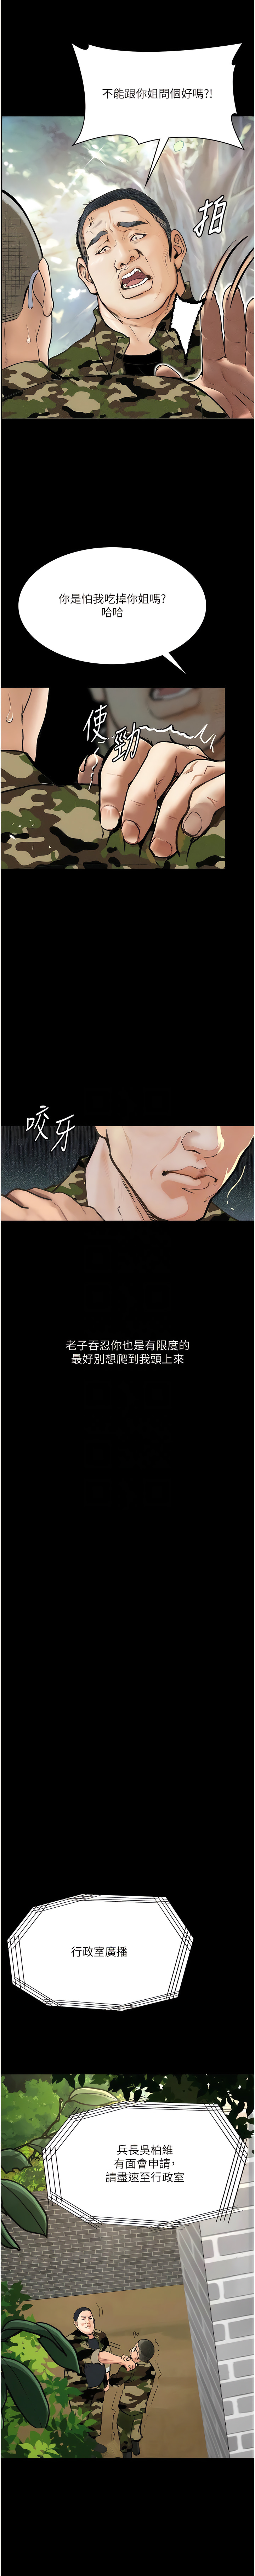 不能跟你姐問個好嗎?!
拍
你是怕我吃掉你姐嗎?
哈哈
使勁
咬牙
老子吞忍你也是有限度的
最好別想爬到我頭上來
行政室廣播
兵長吳柏維
有面會申請,
請盡速至行政室